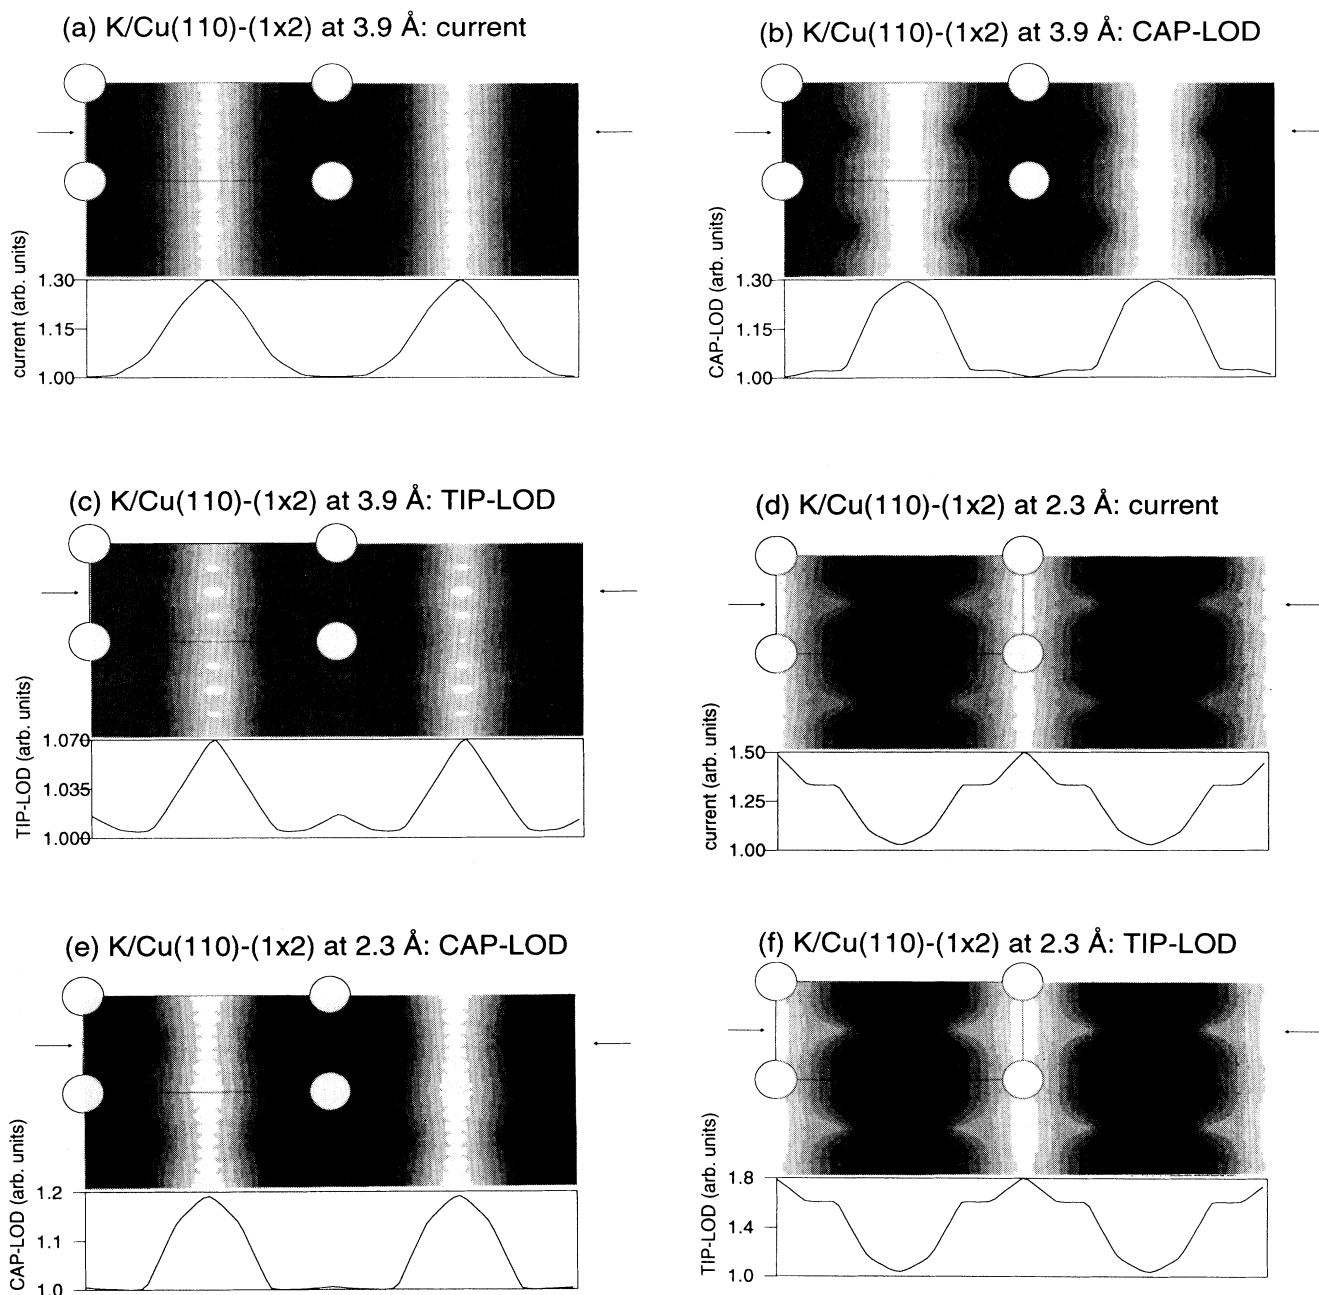 (a) K/Cu(110)-(1x2) at 3.9 Å: current
current (arb. units)
1.30
1.15
1.00
(b) K/Cu(110)-(1x2) at 3.9 Å: CAP-LOD
CAP-LOD (arb. units)
1.30
1.15
1.00
(c) K/Cu(110)-(1x2) at 3.9 Å: TIP-LOD
TIP-LOD (arb. units)
1.070
1.035
1.000
(d) K/Cu(110)-(1x2) at 2.3 Å: current
current (arb. units)
1.50
1.25
1.00
(e) K/Cu(110)-(1x2) at 2.3 Å: CAP-LOD
CAP-LOD (arb. units)
1.2
1.1
1.0
(f) K/Cu(110)-(1x2) at 2.3 Å: TIP-LOD
TIP-LOD (arb. units)
1.8
1.4
1.0